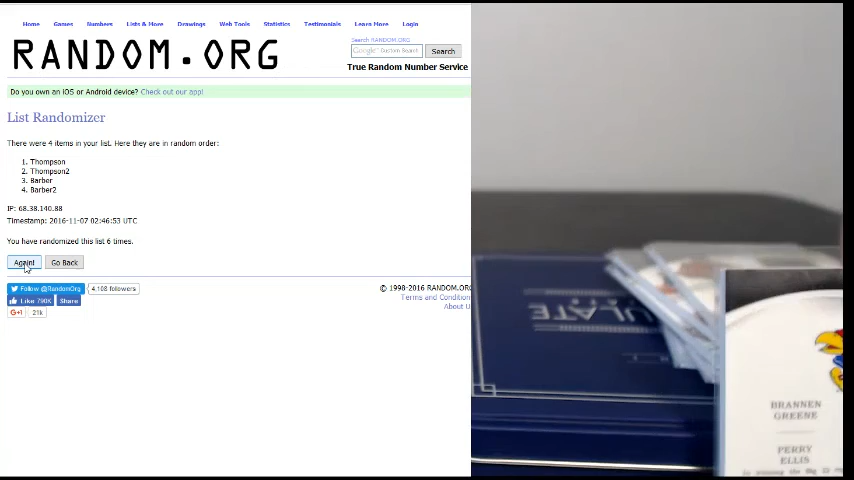 Home Games Numbers Lists & More Drawings Web Tools Statistics Testimonials Learn More Login
RANDOM.ORG
Search RANDOM.ORG
Google Custom Search Search
True Random Number Service
Do you own an iOS or Android device? Check out our app!
List Randomizer
There were 4 items in your list. Here they are in random order:
1. Thompson
2. Thompson2
3. Barber
4. Barber2
IP: 68.38.140.88
Timestamp: 2016-11-07 02:46:53 UTC
You have randomized this list 6 times.
Again! Go Back
Follow @RandomOrg 4,108 followers
Like 790K Share
G+1 21k
© 1998-2016 RANDOM.ORG
Terms and Condition
About U
ULATE
BRANNEN
GREENE
PERRY
ELLIS